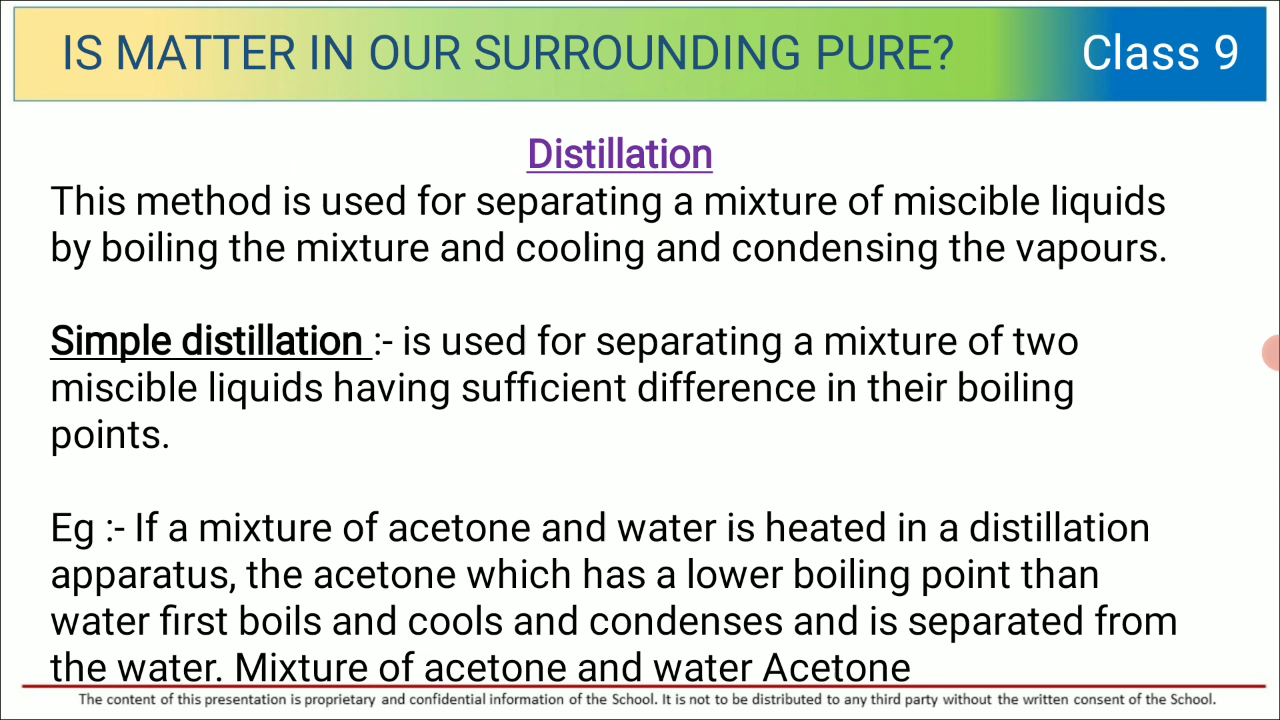 IS MATTER IN OUR SURROUNDING PURE?
Class 9
Distillation
This method is used for separating a mixture of miscible liquids
by boiling the mixture and cooling and condensing the vapours.
Simple distillation :- is used for separating a mixture of two
miscible liquids having sufficient difference in their boiling
points.
Eg :- If a mixture of acetone and water is heated in a distillation
apparatus, the acetone which has a lower boiling point than
water first boils and cools and condenses and is separated from
the water. Mixture of acetone and water Acetone
The content of this presentation is proprietary and confidential information of the School. It is not to be distributed to any third party without the written consent of the School.